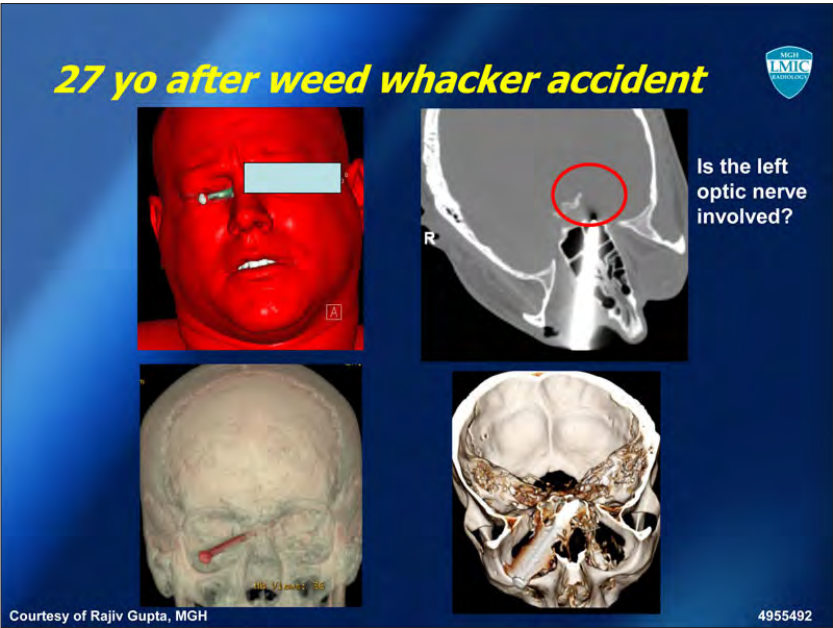 27 yo after weed whacker accident
MGH
LMIC
RADIOLOGY
Is the left
optic nerve
involved?
R
A
Courtesy of Rajiv Gupta, MGH
4955492